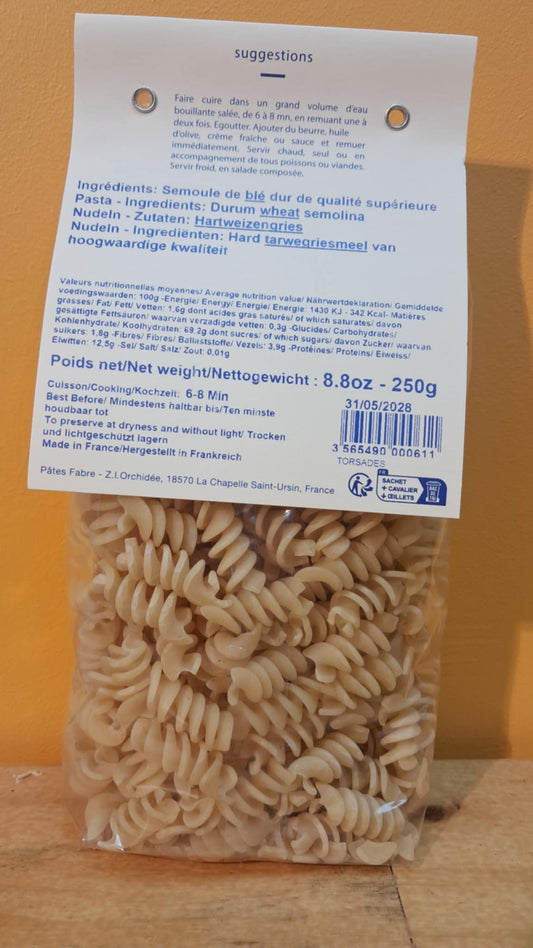 suggestions
Faire cuire dans un grand volume d'eau
bouillante salée, de 6 à 8 mn, en remuant une à
deux fois. Egoutter. Ajouter du beurre, huile
d'olive, crème fraîche ou sauce et remuer
immédiatement. Servir chaud, seul ou en
accompagnement de tous poissons ou viandes.
Servir froid, en salade composée.
Ingrédients: Semoule de blé dur de qualité supérieure
Pasta - Ingredients: Durum wheat semolina
Nudeln - Zutaten: Hartweizengries
Nudeln - Ingrediënten: Hard tarwegriesmeel van
hoogwaardige kwaliteit
Valeurs nutritionnelles moyennes/ Average nutrition value/ Nährwertdeklaration/ Gemiddelde
voedingswaarden: 100g -Energie/ Energy/ Energie/ Energie: 1430 KJ - 342 Kcal- Matières
grasses/ Fat/ Fett/ Vetten: 1,6g dont acides gras saturés/ of which saturates/ davon
gesättigte Fettsäuren/ waarvan verzadigde vetten: 0,3g -Glucides/ Carbohydrates/
Kohlenhydrate/ Koolhydraten: 69,2g dont sucres/ of which sugars/ davon Zucker/ waarvan
suikers: 1,8g -Fibres/ Fibres/ Ballaststoffe/ Vezels: 3,9g -Protéines/ Proteins/ Eiweiss/
Eiwitten: 12,5g -Sel/ Salt/ Salz/ Zout: 0,01g
Poids net/Net weight/Nettogewicht : 8.8oz - 250g
Cuisson/Cooking/Kochzeit: 6-8 Min
Best Before/ Mindestens haltbar bis/Ten minste
houdbaar tot
31/05/2028
To preserve at dryness and without light/ Trocken
und lichtgeschützt lagern
Made in France/Hergestellt in Frankreich
3 565490 000611
TORSADES
Pâtes Fabre - Z.I.Orchidée, 18570 La Chapelle Saint-Ursin, France
FR
SACHET
+ CAVALIER
+ ŒILLETS
BAC
DE
TRI